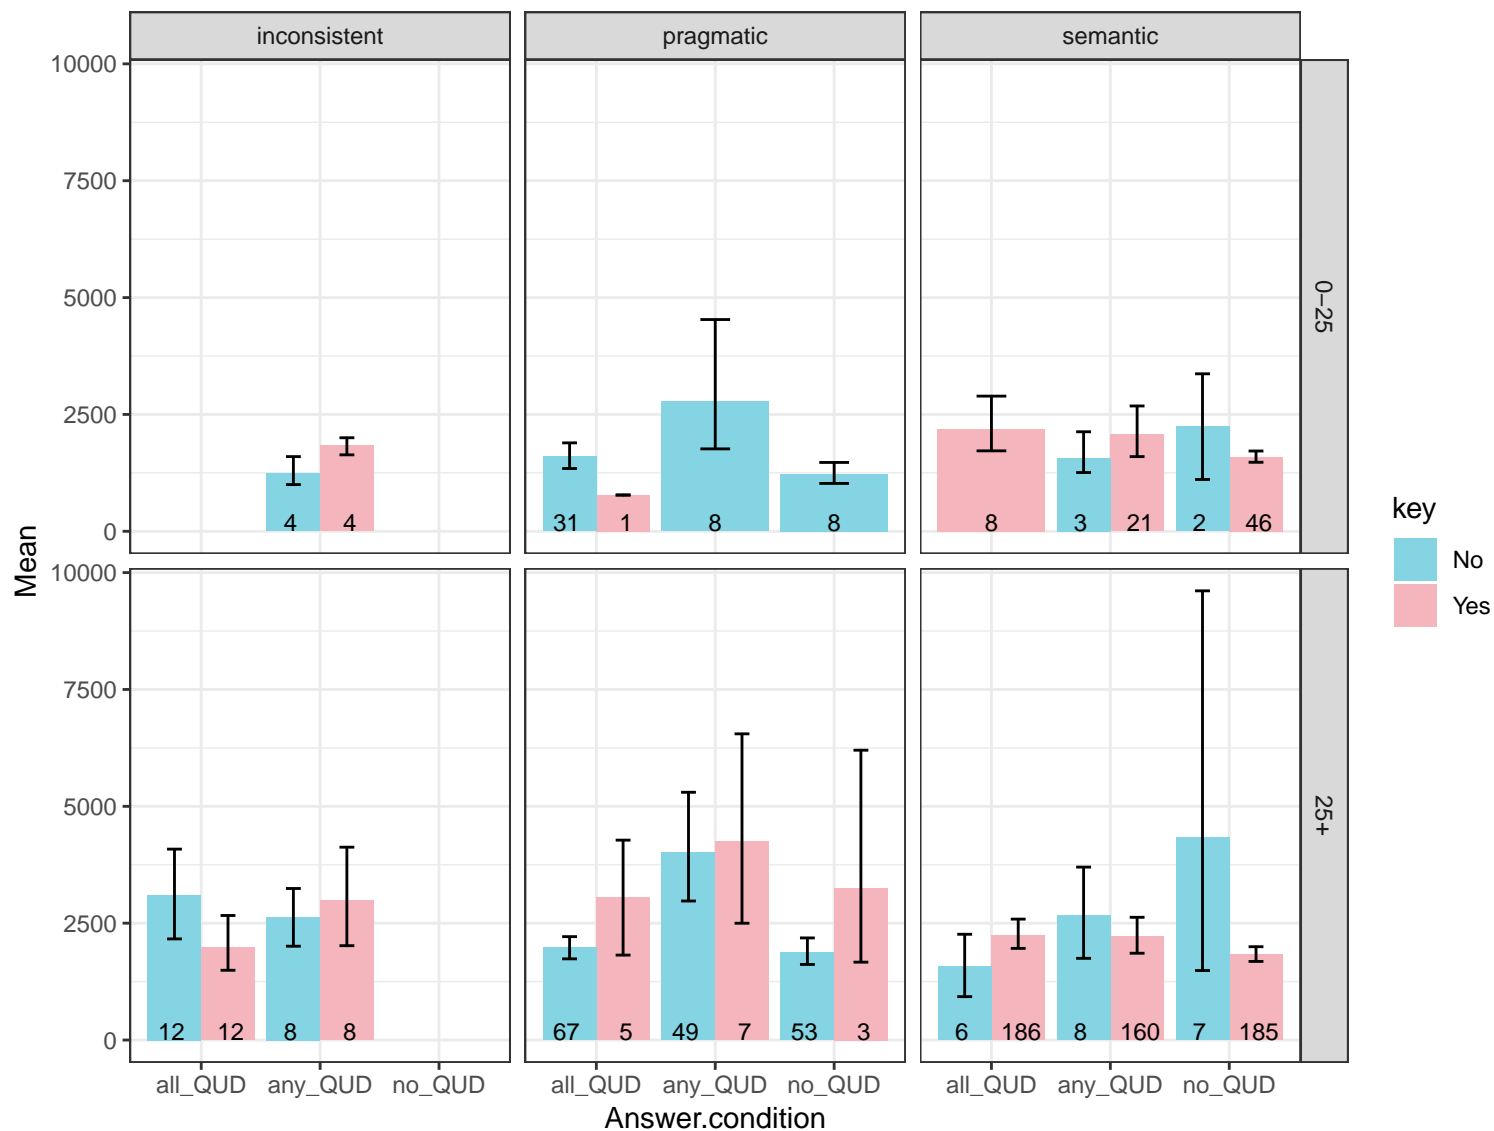 inconsistent pragmatic semantic
10000
7500
5000
2500
0
4 4
31 1 8 8
8 3 21 2 46
0−25
10000
7500
5000
2500
0
12 12 8 8
67 5 49 7 53 3
6 186 8 160 7 185
25+
all_QUD any_QUD no_QUD all_QUD any_QUD no_QUD all_QUD any_QUD no_QUD
Answer.condition
Mean
key
No
Yes